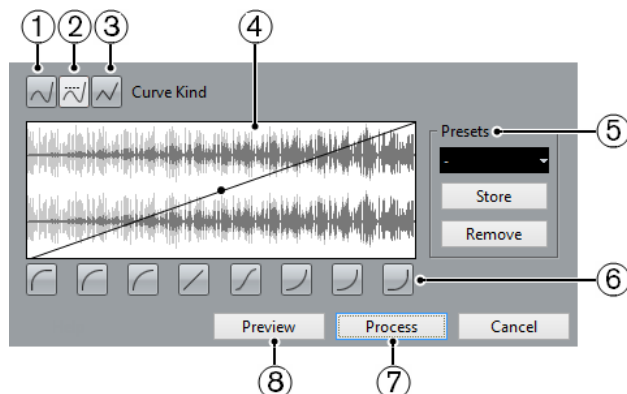 ① ② ③ ④
Curve Kind
Presets ⑤
-
Store
Remove
⑥
Preview Process Cancel
⑧ ⑦